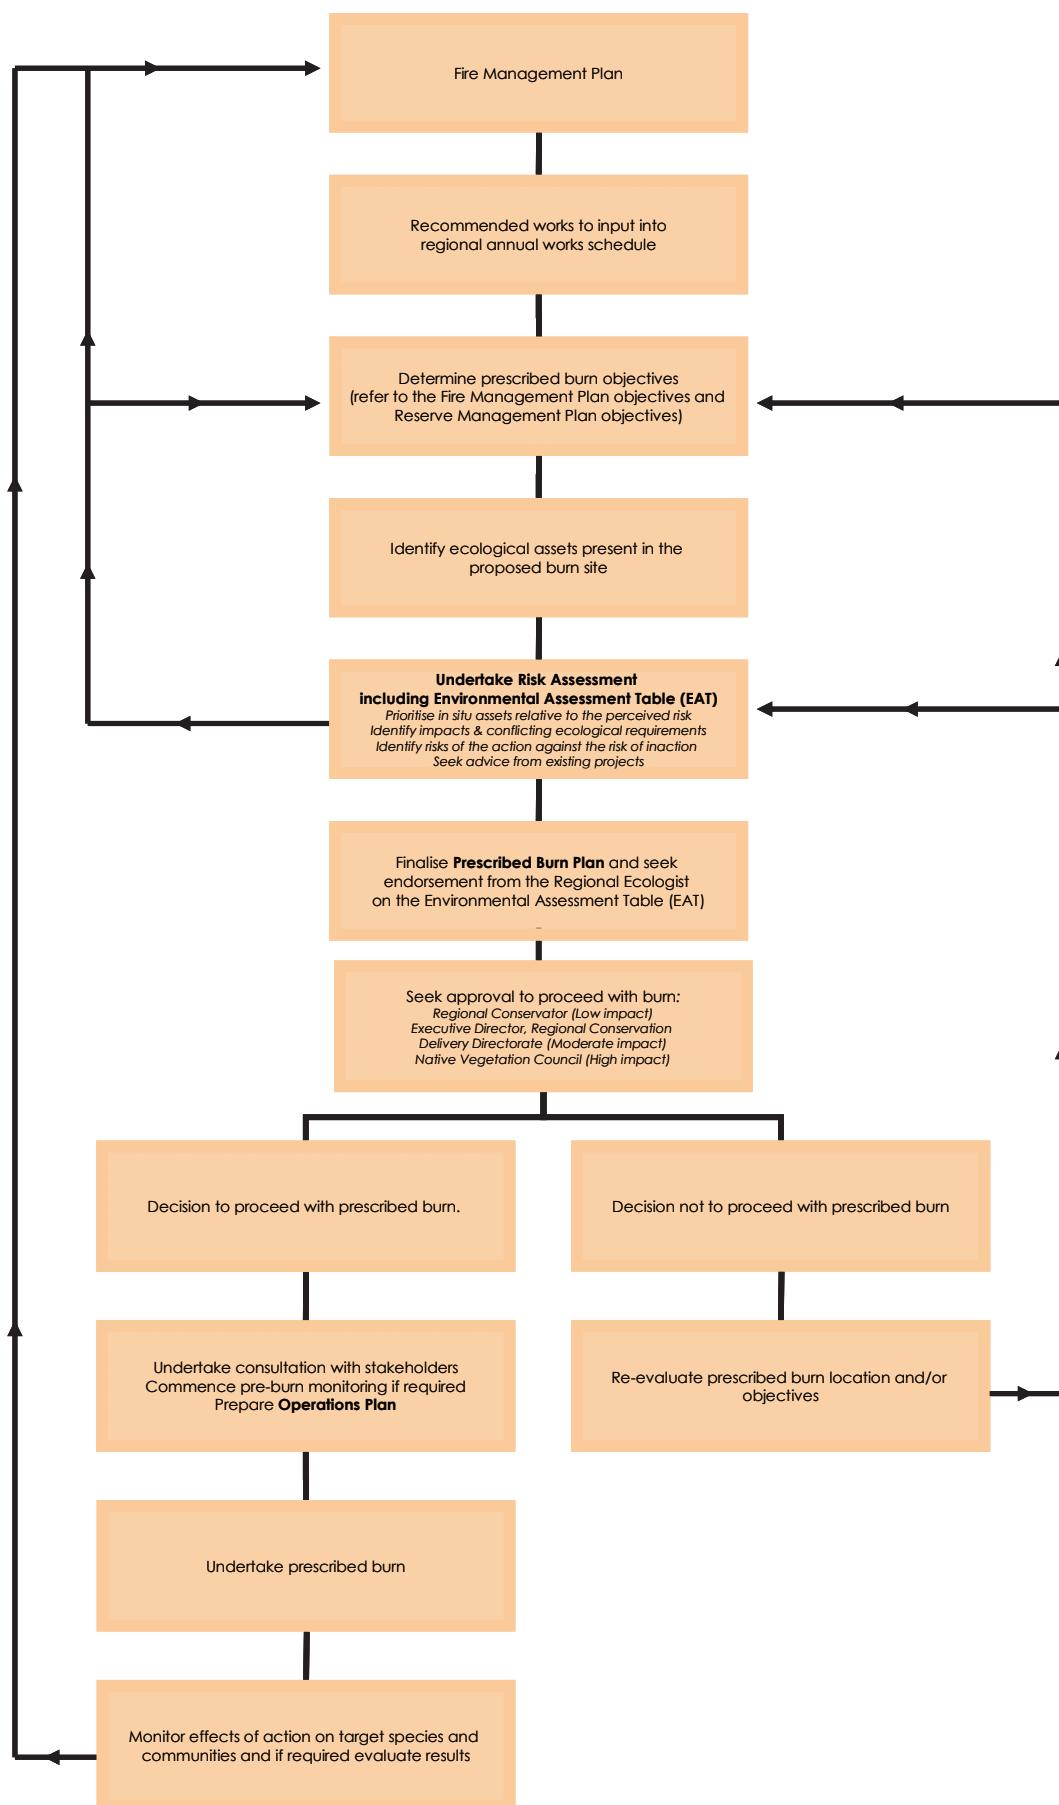 Fire Management Plan
Recommended works to input into
regional annual works schedule
Determine prescribed burn objectives
(refer to the Fire Management Plan objectives and
Reserve Management Plan objectives)
Identify ecological assets present in the
proposed burn site
Undertake Risk Assessment
including Environmental Assessment Table (EAT)
Prioritise in situ assets relative to the perceived risk
Identify impacts & conflicting ecological requirements
Identify risks of the action against the risk of inaction
Seek advice from existing projects
Finalise Prescribed Burn Plan and seek
endorsement from the Regional Ecologist
on the Environmental Assessment Table (EAT)
Seek approval to proceed with burn:
Regional Conservator (Low impact)
Executive Director, Regional Conservation
Delivery Directorate (Moderate impact)
Native Vegetation Council (High impact)
Decision to proceed with prescribed burn.
Decision not to proceed with prescribed burn
Undertake consultation with stakeholders
Commence pre-burn monitoring if required
Prepare Operations Plan
Re-evaluate prescribed burn location and/or
objectives
Undertake prescribed burn
Monitor effects of action on target species and
communities and if required evaluate results